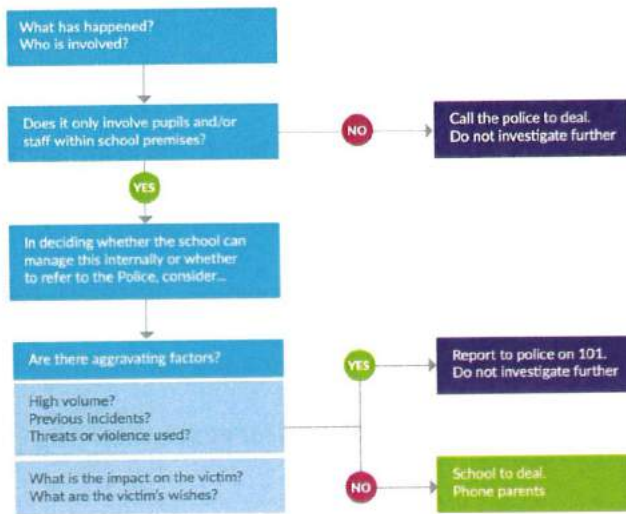 What has happened?
Who is involved?
Does it only involve pupils and/or
staff within school premises?
NO
Call the police to deal.
Do not investigate further
YES
In deciding whether the school can
manage this internally or whether
to refer to the Police, consider...
Are there aggravating factors?
High volume?
Previous incidents?
Threats or violence used?
What is the impact on the victim?
What are the victim's wishes?
YES
Report to police on 101.
Do not investigate further
NO
School to deal.
Phone parents